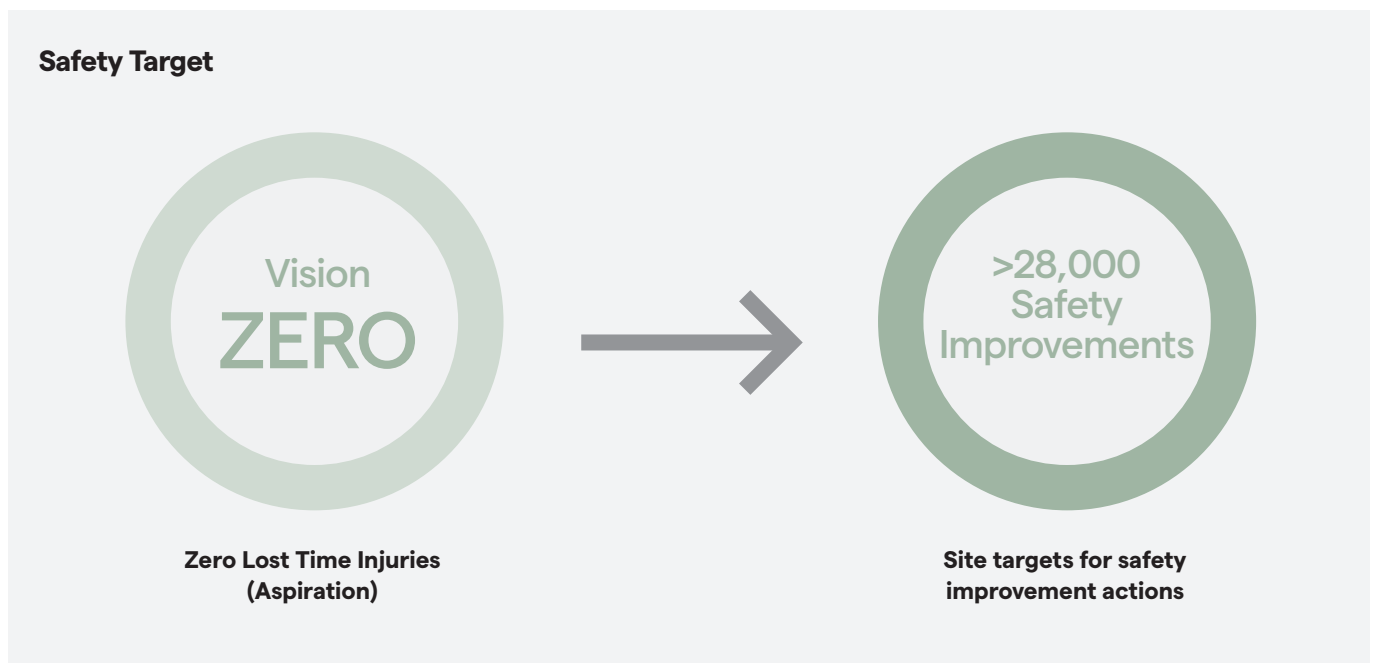 Safety Target
Vision
ZERO
>28,000
Safety
Improvements
Zero Lost Time Injuries
(Aspiration)
Site targets for safety
improvement actions